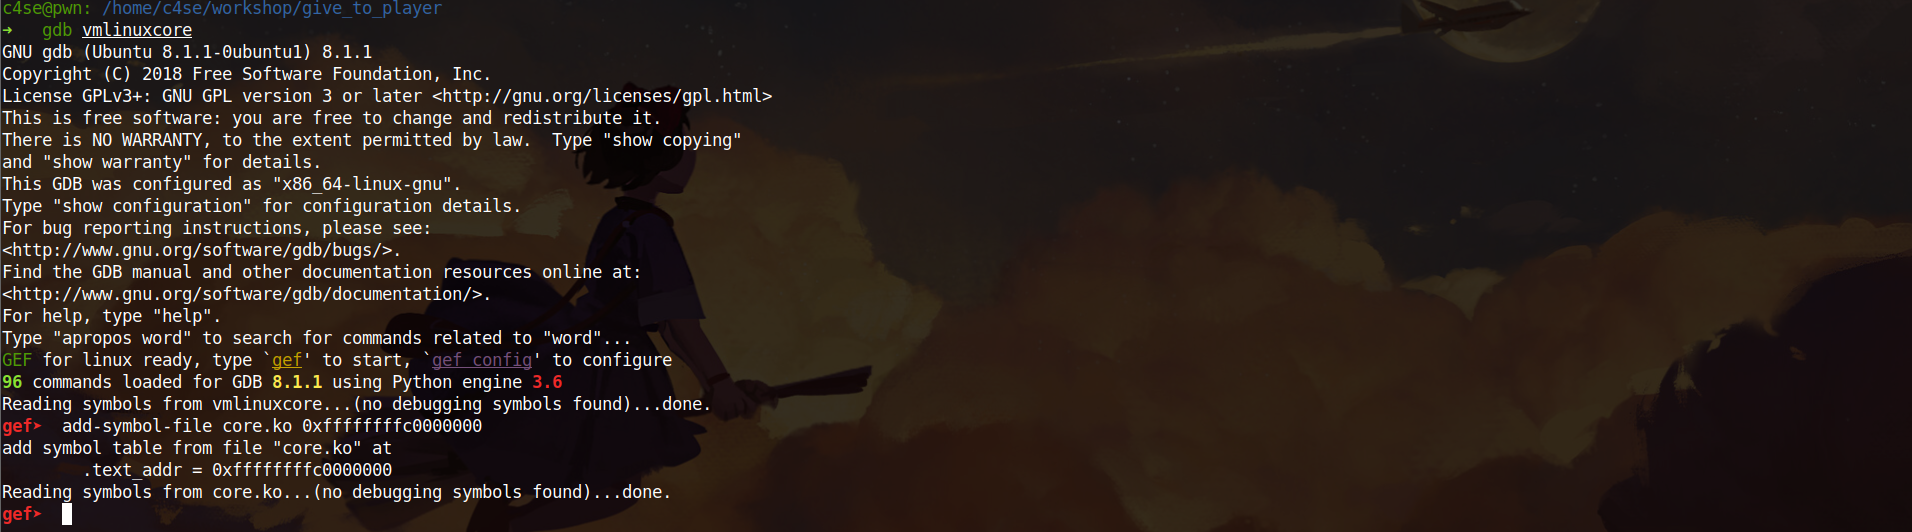 c4se@pwn: /home/c4se/workshop/give_to_player
→ gdb vmlinuxcore
GNU gdb (Ubuntu 8.1.1-0ubuntu1) 8.1.1
Copyright (C) 2018 Free Software Foundation, Inc.
License GPLv3+: GNU GPL version 3 or later <http://gnu.org/licenses/gpl.html>
This is free software: you are free to change and redistribute it.
There is NO WARRANTY, to the extent permitted by law.  Type "show copying"
and "show warranty" for details.
This GDB was configured as "x86_64-linux-gnu".
Type "show configuration" for configuration details.
For bug reporting instructions, please see:
<http://www.gnu.org/software/gdb/bugs/>.
Find the GDB manual and other documentation resources online at:
<http://www.gnu.org/software/gdb/documentation/>.
For help, type "help".
Type "apropos word" to search for commands related to "word"...
GEF for linux ready, type `gef' to start, `gef config' to configure
96 commands loaded for GDB 8.1.1 using Python engine 3.6
Reading symbols from vmlinuxcore...(no debugging symbols found)...done.
gef➤  add-symbol-file core.ko 0xffffffffc0000000
add symbol table from file "core.ko" at
        .text_addr = 0xffffffffc0000000
Reading symbols from core.ko...(no debugging symbols found)...done.
gef➤